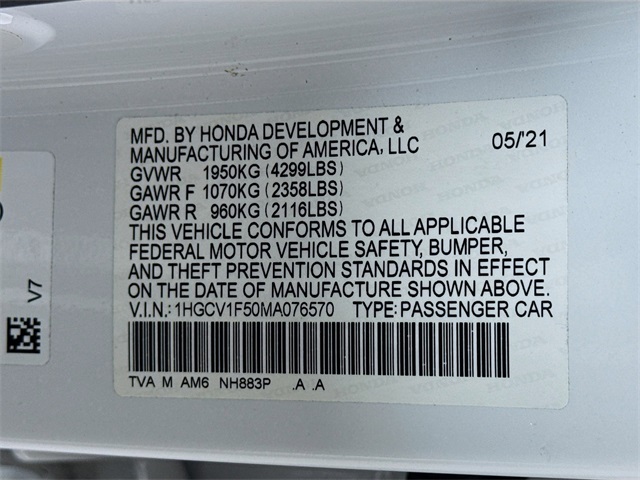 MFD. BY HONDA DEVELOPMENT &
MANUFACTURING OF AMERICA, LLC 05/'21
GVWR 1950KG (4299LBS)
GAWR F 1070KG (2358LBS)
GAWR R 960KG (2116LBS)
THIS VEHICLE CONFORMS TO ALL APPLICABLE
FEDERAL MOTOR VEHICLE SAFETY, BUMPER,
AND THEFT PREVENTION STANDARDS IN EFFECT
ON THE DATE OF MANUFACTURE SHOWN ABOVE.
V.I.N.: 1HGCV1F50MA076570 TYPE: PASSENGER CAR
TVA M AM6 NH883P .A .A
V7